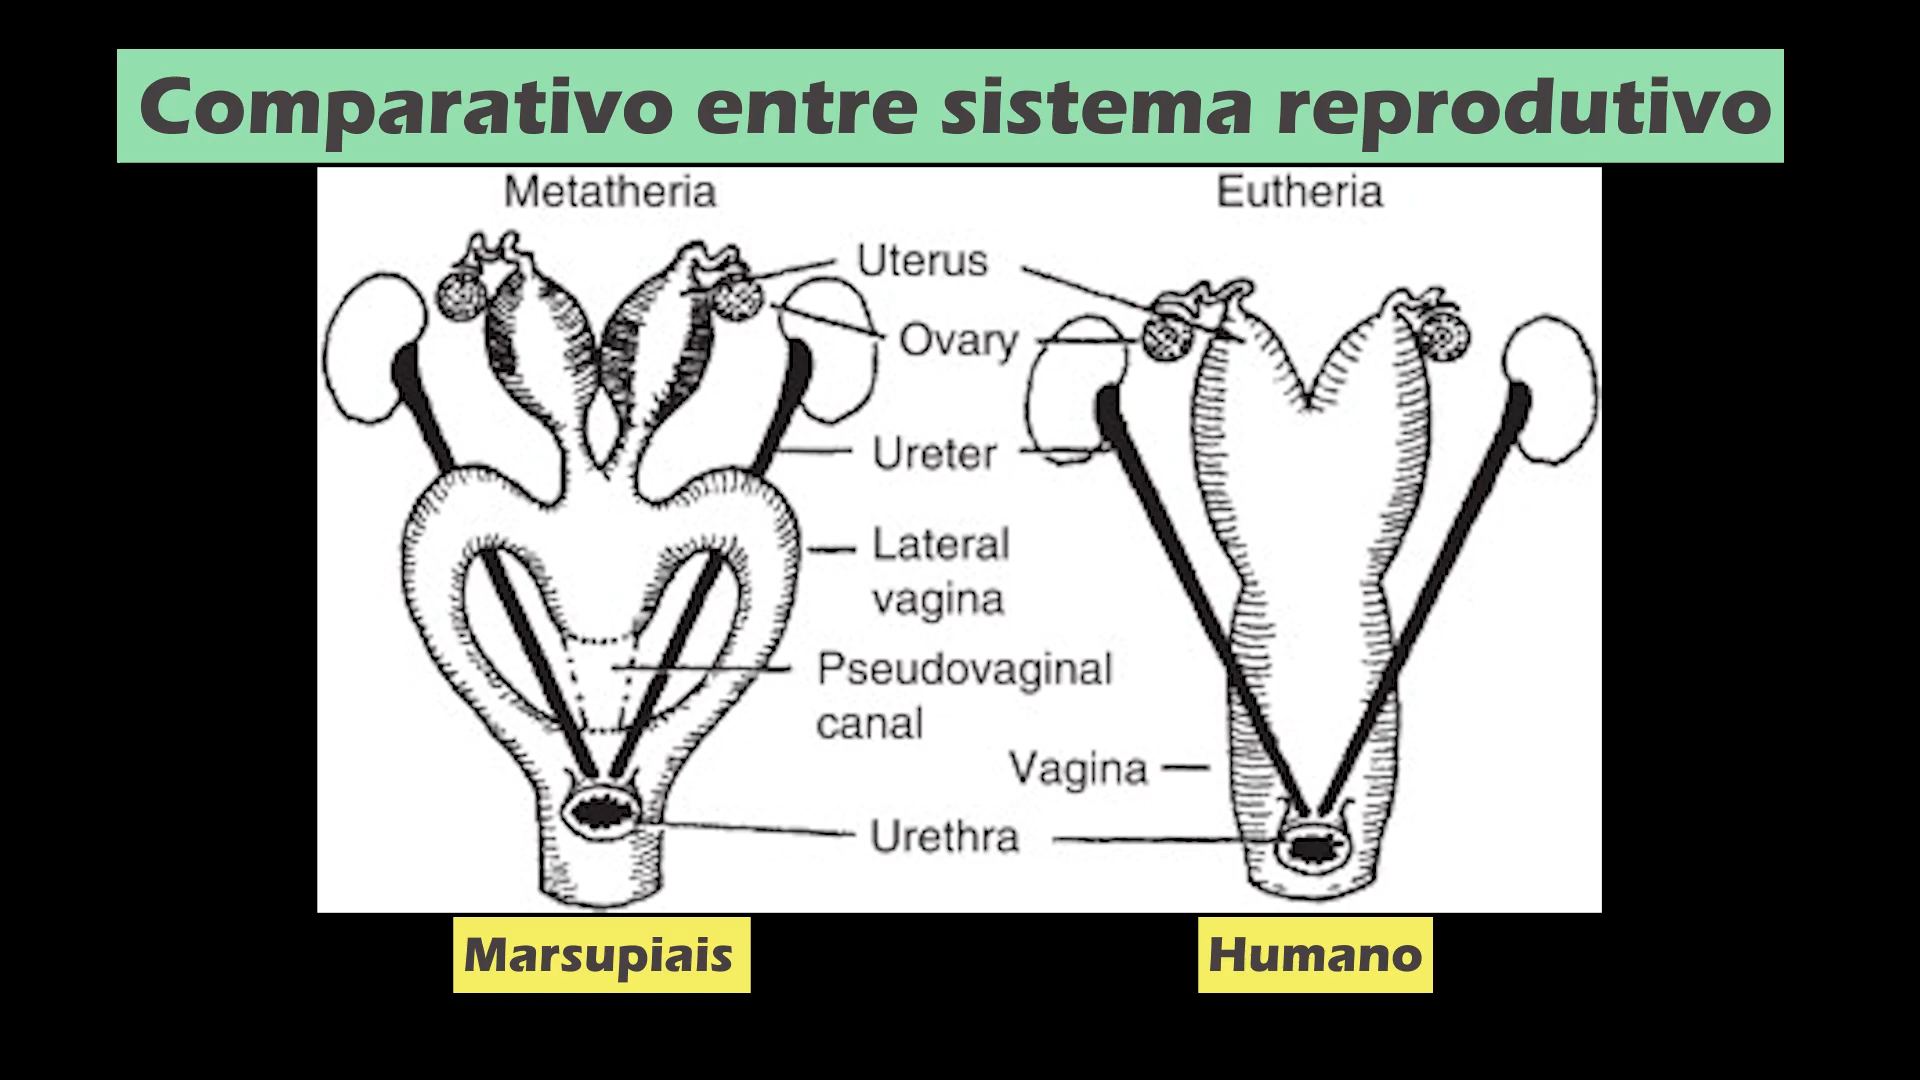 Comparativo entre sistema reprodutivo
Metatheria
Eutheria
Uterus
Ovary
Ureter
Lateral
vagina
Pseudovaginal
canal
Vagina
Urethra
Marsupiais
Humano